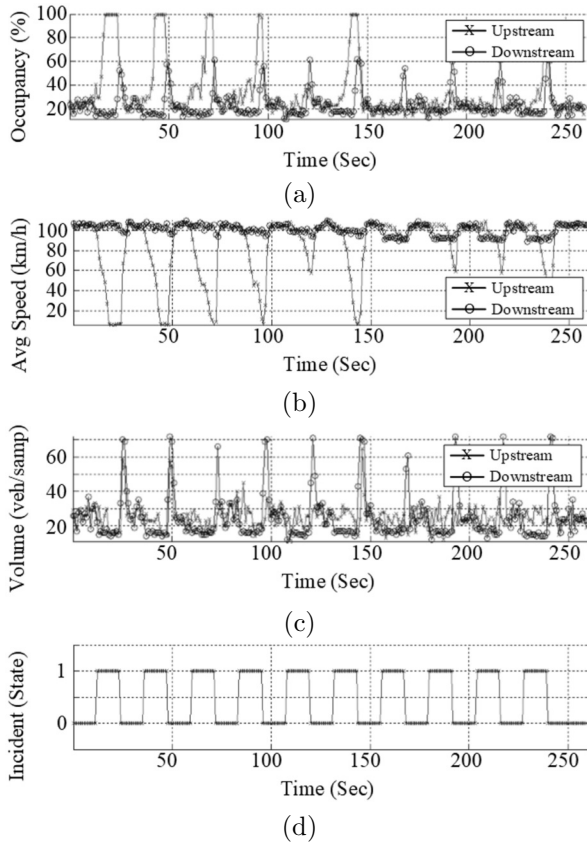 Occupancy (%)
100
80
60
40
20
Upstream
Downstream
50
100
150
200
250
Time (Sec)
(a)
Avg Speed (km/h)
100
80
60
40
20
Upstream
Downstream
50
100
150
200
250
Time (Sec)
(b)
Volume (veh/samp)
60
40
20
Upstream
Downstream
50
100
150
200
250
Time (Sec)
(c)
Incident (State)
1
0
50
100
150
200
250
Time (Sec)
(d)